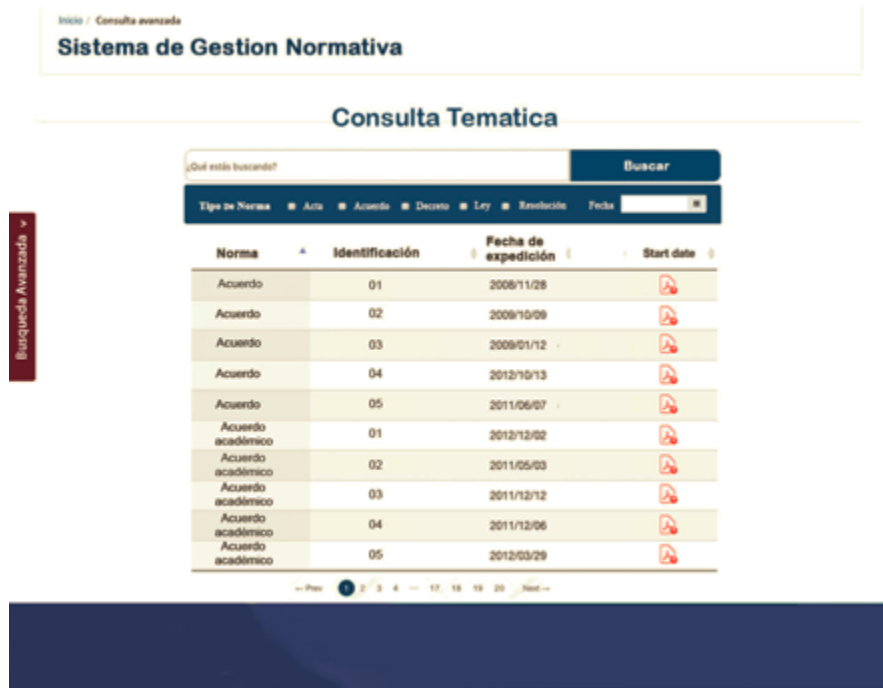 Inicio / Consulta avanzada
Sistema de Gestion Normativa
Consulta Tematica
¿Qué estás buscando? Buscar
Tipo De Norma Acta Acuerdo Decreto Ley Resolución Fecha
Busqueda Avanzada >
Norma Identificación Fecha de expedición Start date
Acuerdo 01 2008/11/28
Acuerdo 02 2009/10/09
Acuerdo 03 2009/01/12
Acuerdo 04 2012/10/13
Acuerdo 05 2011/06/07
Acuerdo académico 01 2012/12/02
Acuerdo académico 02 2011/05/03
Acuerdo académico 03 2011/12/12
Acuerdo académico 04 2011/12/06
Acuerdo académico 05 2012/03/29
← Prev 1 2 3 4 ... 17 18 19 20 Next →